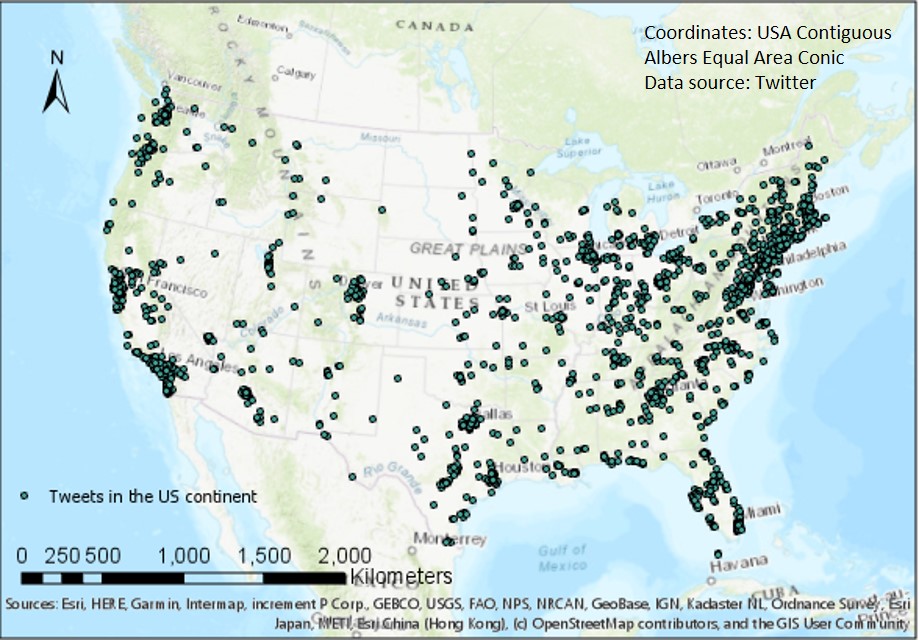 Edmonton
CANADA
Coordinates: USA Contiguous
Albers Equal Area Conic
Data source: Twitter
N
Calgary
Vancouver
ROCKY MOUNTAINS
Missouri
Lake
Superior
Ottawa
Montreal
Lake
Huron
Toronto
Boston
Detroit
GREAT PLAINS
Philadelphia
Washington
Francisco
UNITED
STATES
St Louis
Colorado
Arkansas
Los Angeles
Houston
Rio Grande
Tweets in the US continent
Miami
Monterrey
Gulf of
Mexico
Havana
CUBA
0 250 500 1,000 1,500 2,000
Kilometers
Sources: Esri, HERE, Garmin, Intermap, increment P Corp., GEBCO, USGS, FAO, NPS, NRCAN, GeoBase, IGN, Kadaster NL, Ordnance Survey, Esri
Japan, METI, Esri China (Hong Kong), (c) OpenStreetMap contributors, and the GIS User Community